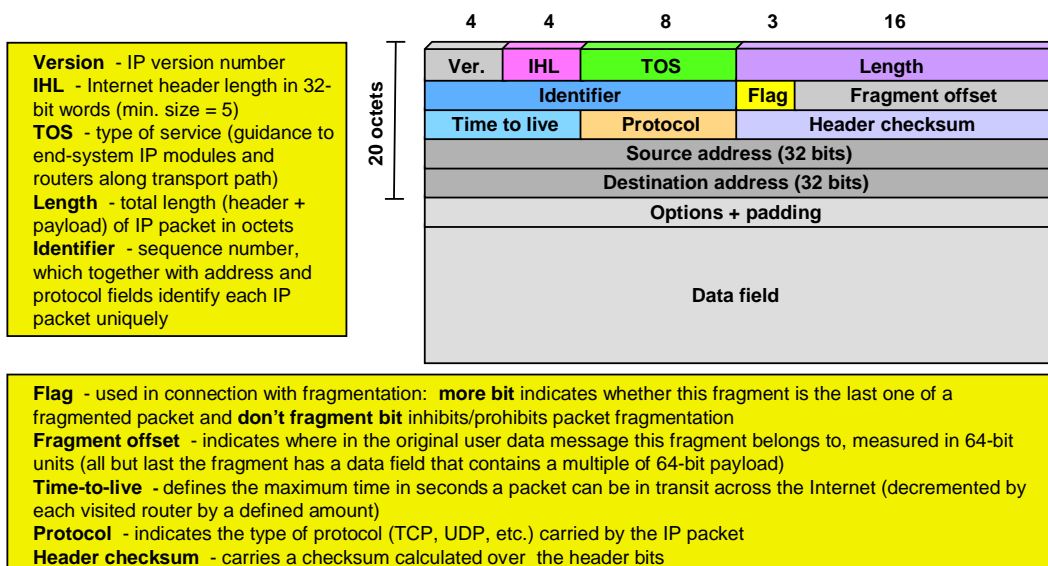 4 4 8 3 16
Version - IP version number
IHL - Internet header length in 32-
bit words (min. size = 5)
TOS - type of service (guidance to
end-system IP modules and
routers along transport path)
Length - total length (header +
payload) of IP packet in octets
Identifier - sequence number,
which together with address and
protocol fields identify each IP
packet uniquely
20 octets
Ver. IHL TOS Length
Identifier Flag Fragment offset
Time to live Protocol Header checksum
Source address (32 bits)
Destination address (32 bits)
Options + padding
Data field
Flag - used in connection with fragmentation: more bit indicates whether this fragment is the last one of a
fragmented packet and don't fragment bit inhibits/prohibits packet fragmentation
Fragment offset - indicates where in the original user data message this fragment belongs to, measured in 64-bit
units (all but last the fragment has a data field that contains a multiple of 64-bit payload)
Time-to-live - defines the maximum time in seconds a packet can be in transit across the Internet (decremented by
each visited router by a defined amount)
Protocol - indicates the type of protocol (TCP, UDP, etc.) carried by the IP packet
Header checksum - carries a checksum calculated over the header bits